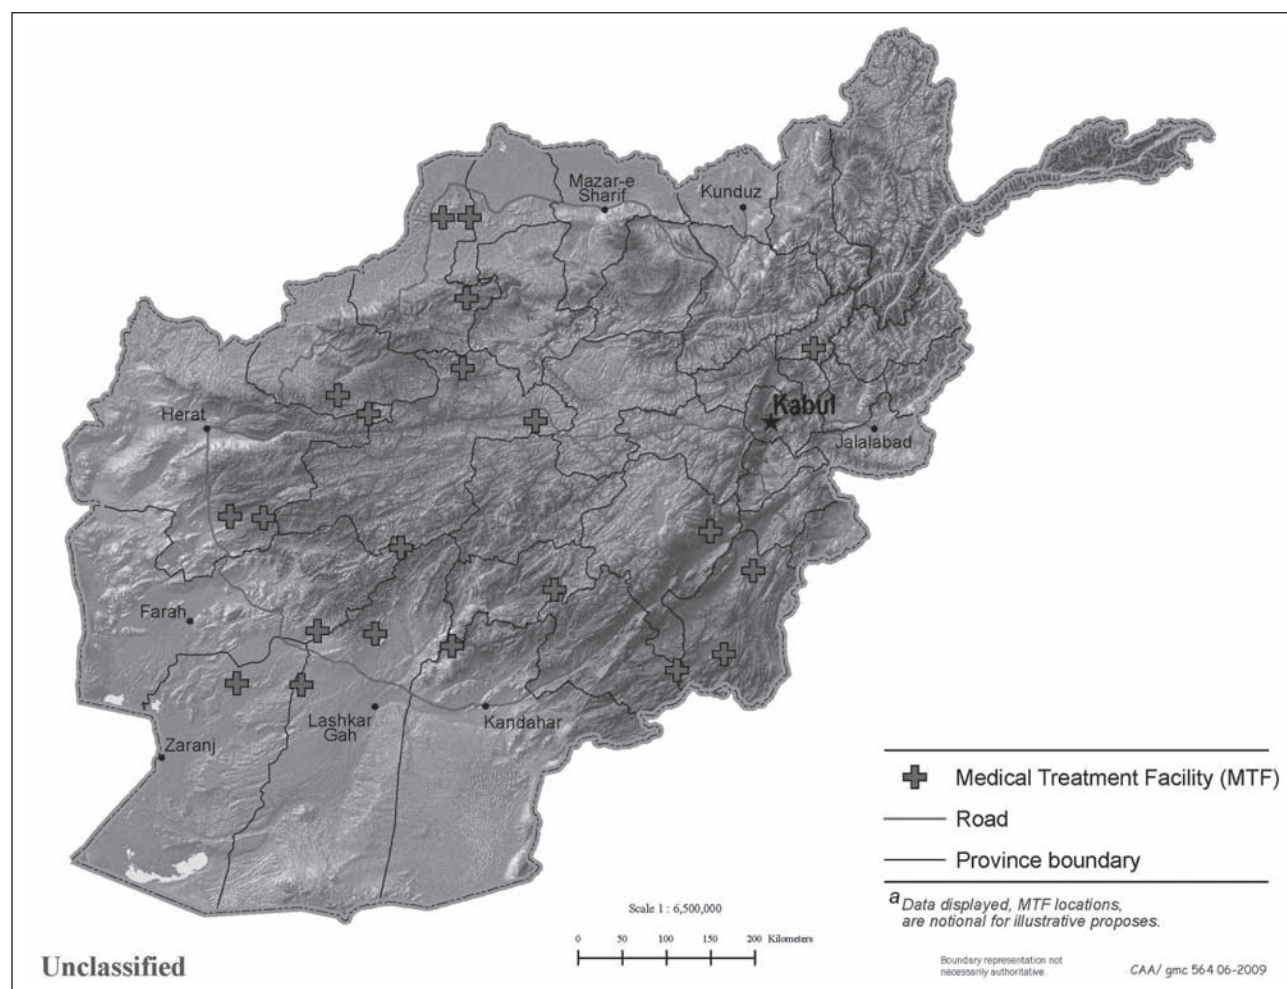 Mazar-e
Sharif
Kunduz
Kabul
Herat
Jalalabad
Farah
Lashkar
Gah
Kandahar
Zaranj
Medical Treatment Facility (MTF)
Road
Province boundary
a Data displayed, MTF locations,
are notional for illustrative proposes.
Scale 1 : 6,500,000
0 50 100 150 200 Kilometers
Boundary representation not
necessarily authoritative.
CAA/ gmc 564 06-2009
Unclassified